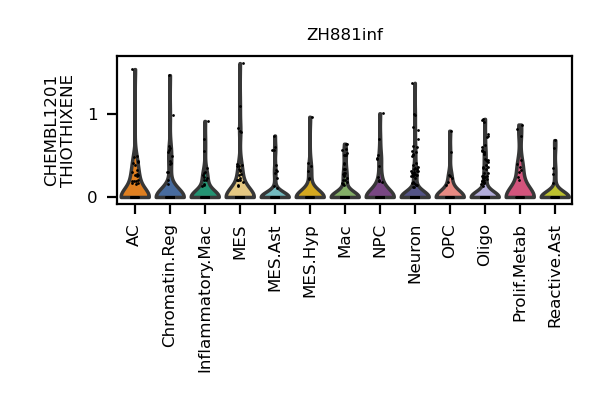 ZH881inf
CHEMBL1201
THIOTHIXENE
1
0
AC
Chromatin.Reg
Inflammatory.Mac
MES
MES.Ast
MES.Hyp
Mac
NPC
Neuron
OPC
Oligo
Prolif.Metab
Reactive.Ast